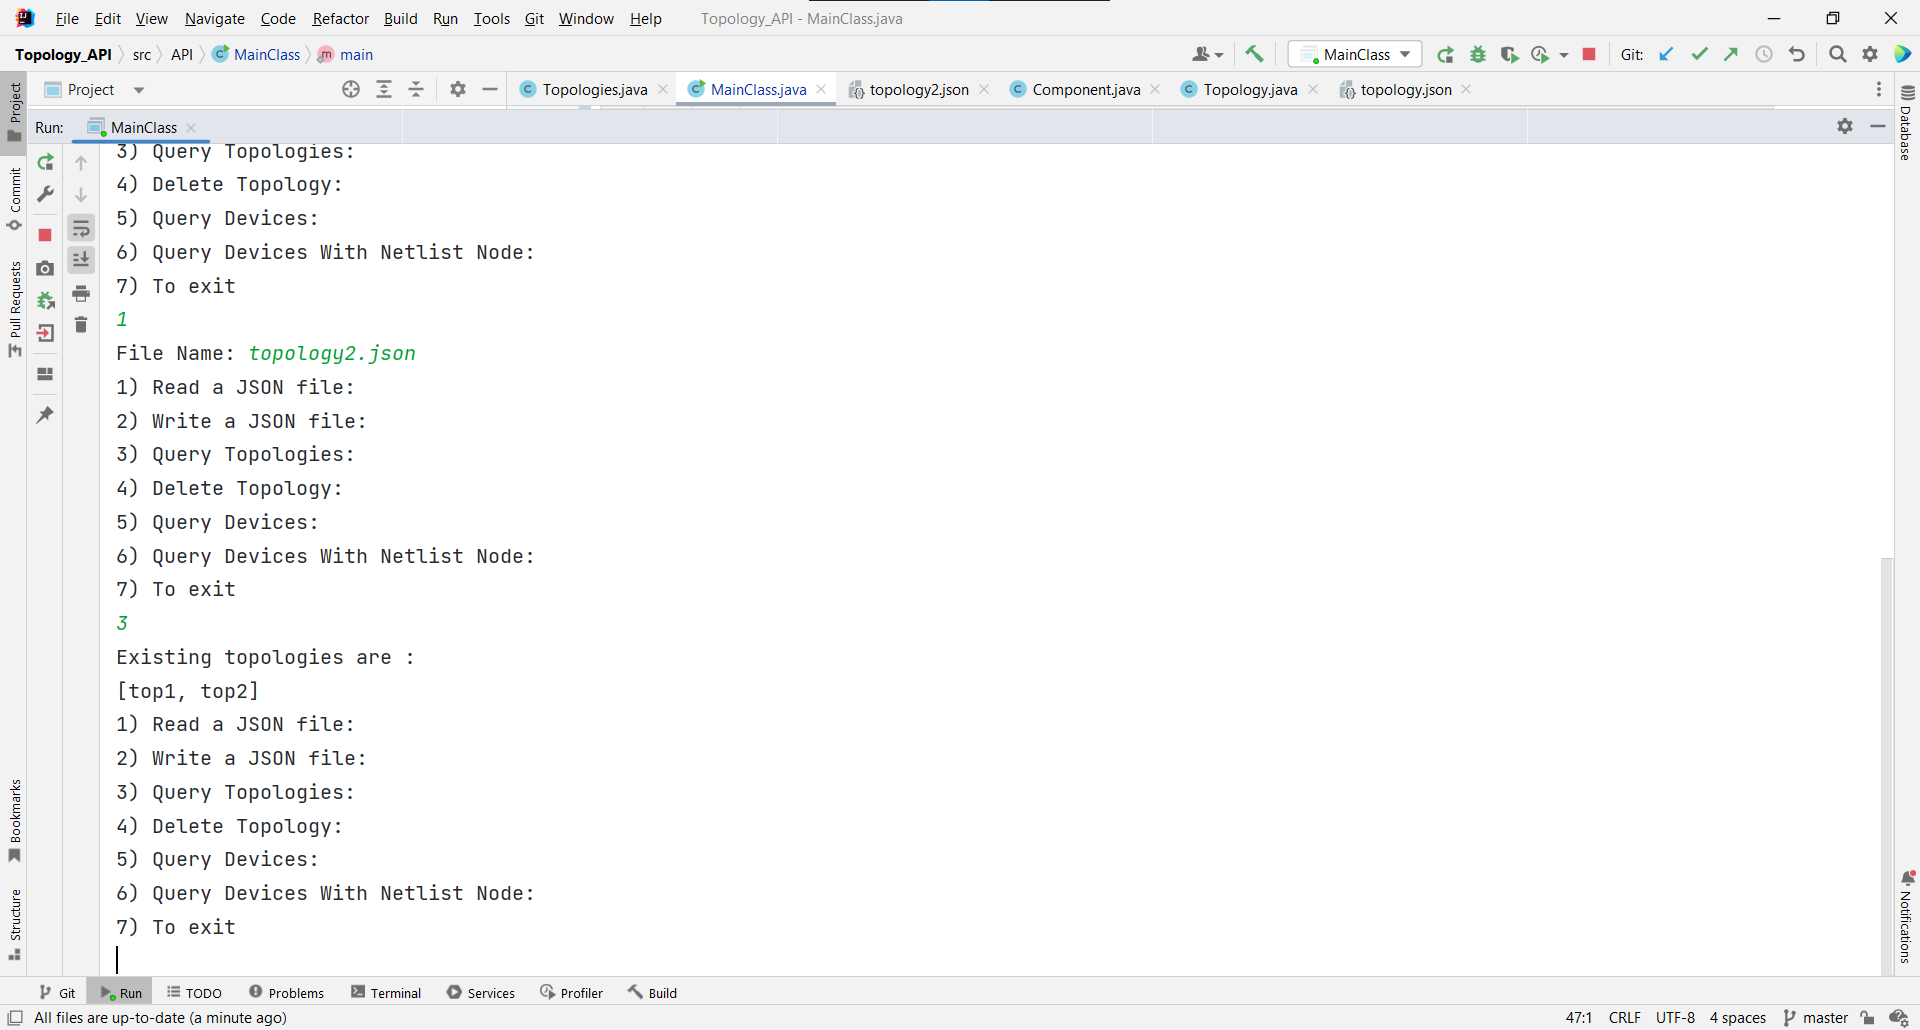 File Edit View Navigate Code Refactor Build Run Tools Git Window Help Topology_API - MainClass.java
Topology_API src API MainClass main MainClass Git:
Project Topologies.java MainClass.java topology2.json Component.java Topology.java topology.json
Run: MainClass
3) Query Topologies:
4) Delete Topology:
5) Query Devices:
6) Query Devices With Netlist Node:
7) To exit
1
File Name: topology2.json
1) Read a JSON file:
2) Write a JSON file:
3) Query Topologies:
4) Delete Topology:
5) Query Devices:
6) Query Devices With Netlist Node:
7) To exit
3
Existing topologies are :
[top1, top2]
1) Read a JSON file:
2) Write a JSON file:
3) Query Topologies:
4) Delete Topology:
5) Query Devices:
6) Query Devices With Netlist Node:
7) To exit
Project
Commit
Pull Requests
Bookmarks
Structure
Database
Notifications
Git Run TODO Problems Terminal Services Profiler Build
All files are up-to-date (a minute ago) 47:1 CRLF UTF-8 4 spaces master